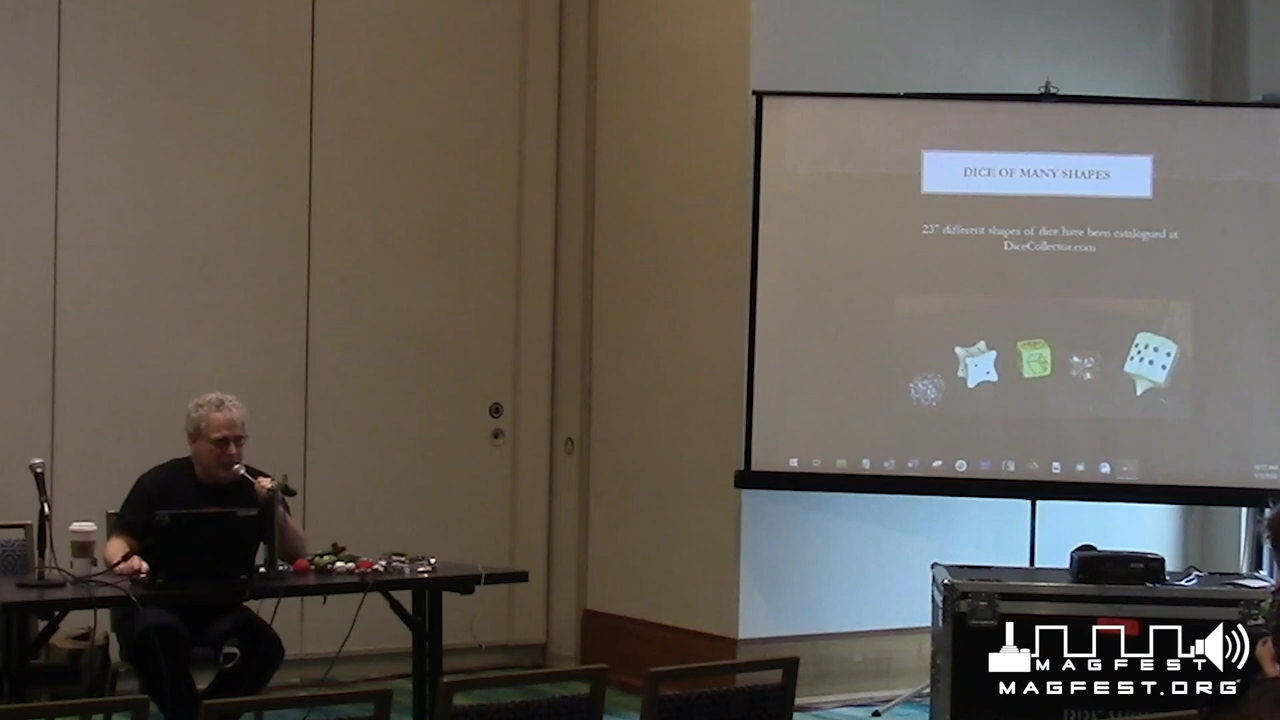 DICE OF MANY SHAPES
237 different shapes of dice have been catalogued at
DiceCollector.com
MAGFEST
MAGFEST.ORG